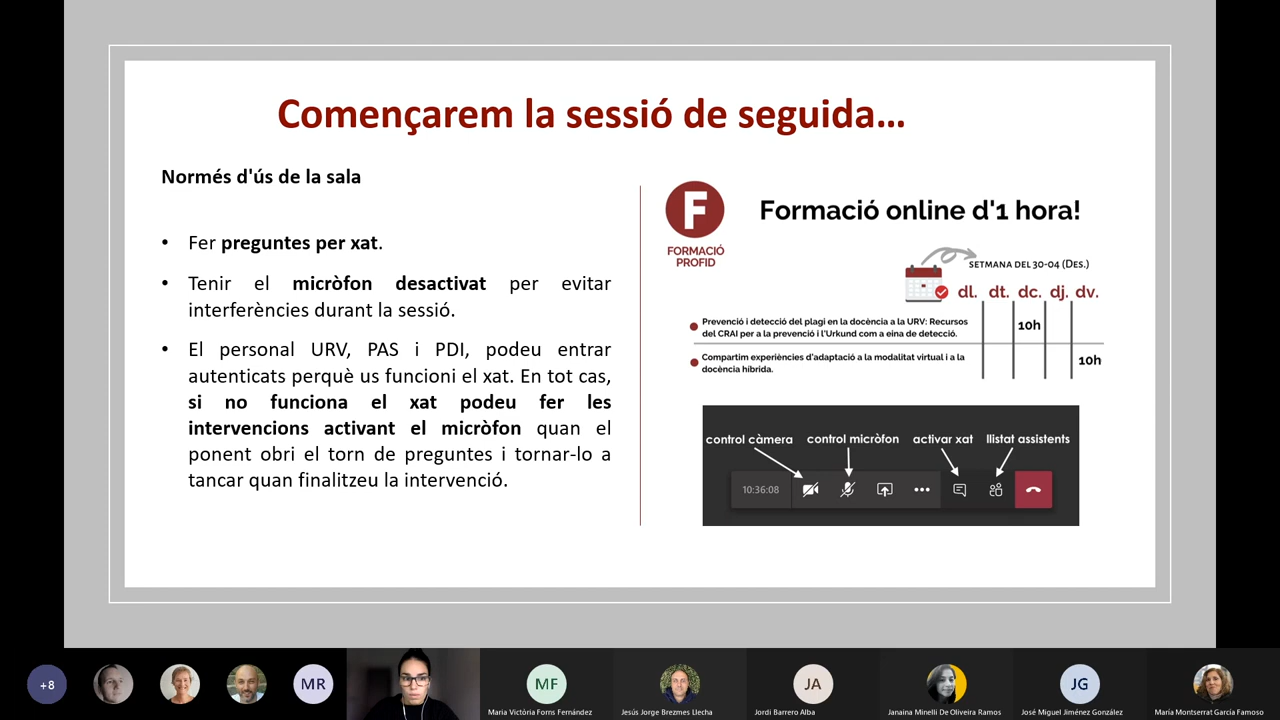 Començarem la sessió de seguida...
Normés d'ús de la sala
• Fer preguntes per xat.
• Tenir el micròfon desactivat per evitar
interferències durant la sessió.
• El personal URV, PAS i PDI, podeu entrar
autenticats perquè us funcioni el xat. En tot cas,
si no funciona el xat podeu fer les
intervencions activant el micròfon quan el
ponent obri el torn de preguntes i tornar-lo a
tancar quan finalitzeu la intervenció.
F
FORMACIÓ
PROFID
Formació online d'1 hora!
SETMANA DEL 30-04 (DES.)
dl. dt. dc. dj. dv.
Prevenció i detecció del plagi en la docència a la URV: Recursos
del CRAI per a la prevenció i l'Urkund com a eina de detecció.
10h
Compartim experiències d'adaptació a la modalitat virtual i a la
docència híbrida.
10h
control càmera control micròfon activar xat llistat assistents
10:36:08
+8
MR
MF
JA
JG
Maria Victòria Forns Fernández
Jesús Jorge Brezmes Llecha
Jordi Barrero Alba
Janaina Minelli De Oliveira Ramos
José Miguel Jiménez González
María Montserrat García Famoso